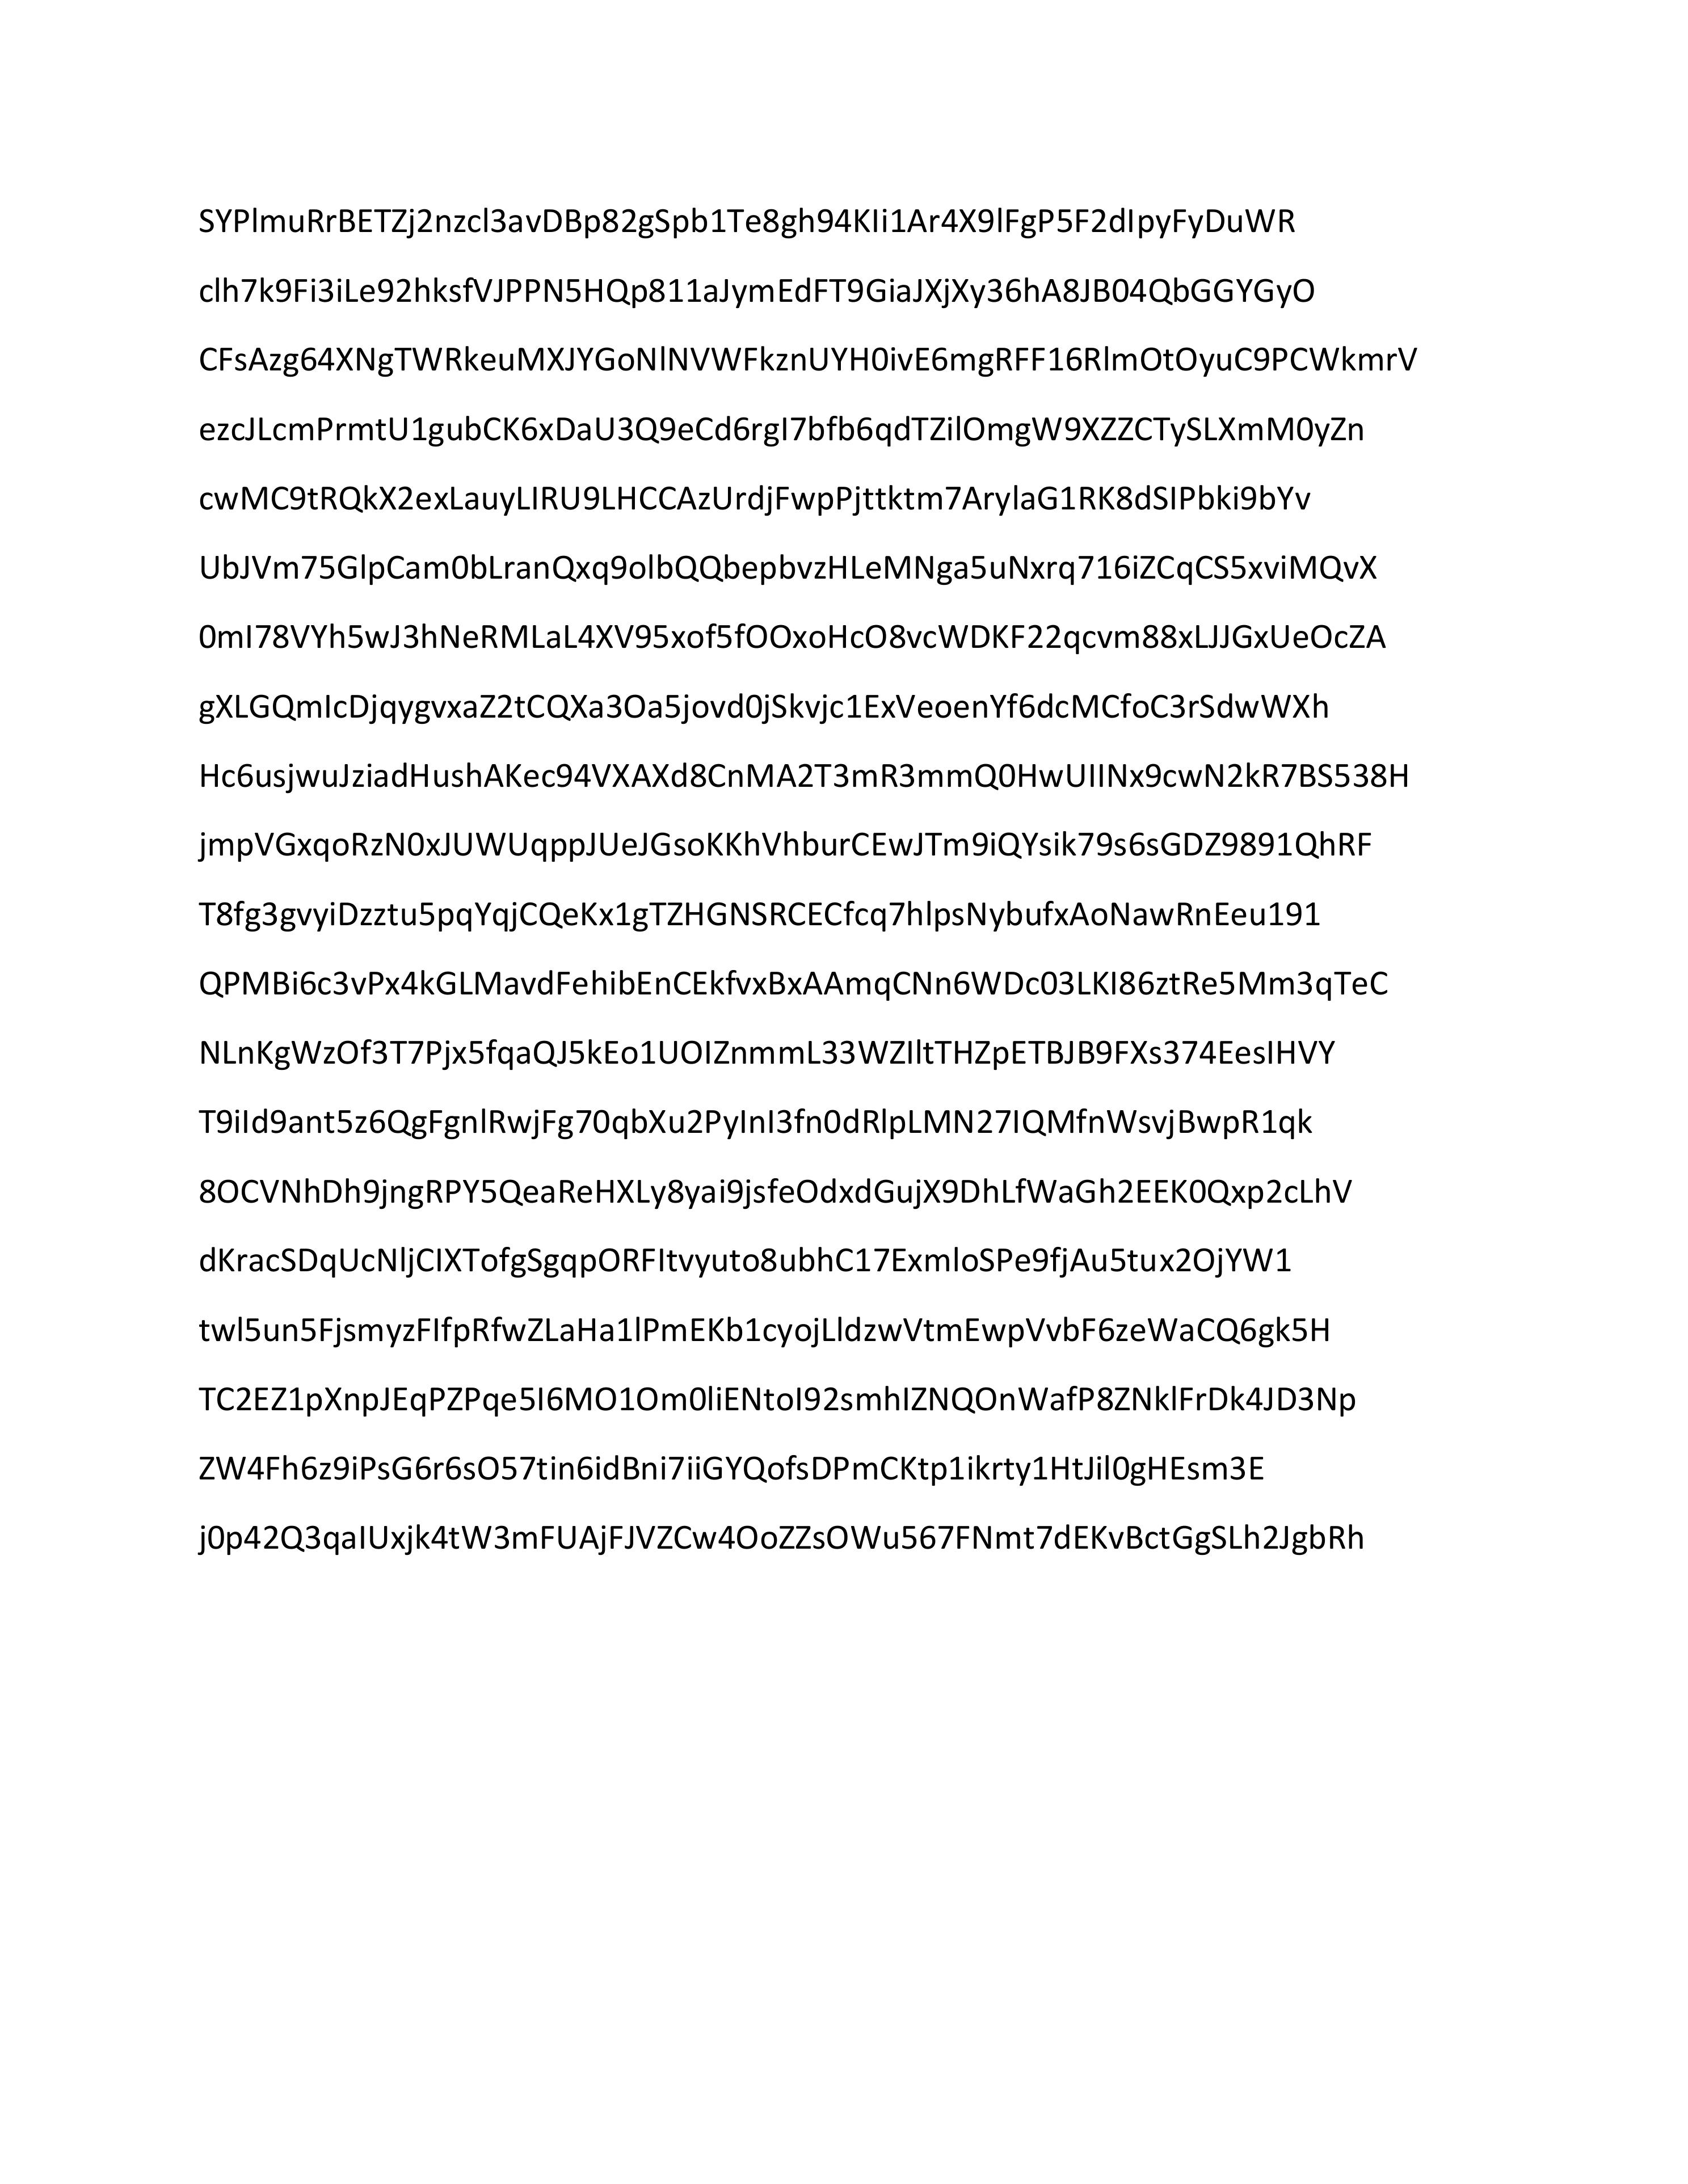 SYPlmuRrBETZj2nzcl3avDBp82gSpb1Te8gh94KIi1Ar4X9lFgP5F2dIpyFyDuWR
clh7k9Fi3iLe92hksfVJPPN5HQp811aJymEdFT9GiaJXjXy36hA8JB04QbGGYGyO
CFsAzg64XNgTWRkeuMXJYGoNlNVWFkznUYH0ivE6mgRFF16RlmOtOyuC9PCWkmrV
ezcJLcmPrmtU1gubCK6xDaU3Q9eCd6rgI7bfb6qdTZilOmgW9XZZCTySLXmM0yZn
cwMC9tRQkX2exLauyLIRU9LHCCAzUrdjFwpPjttktm7ArylaG1RK8dSIPbki9bYv
UbJVm75GlpCam0bLranQxq9olbQQbepbvzHLeMNga5uNxrq716iZCqCS5xviMQvX
0mI78VYh5wJ3hNeRMLaL4XV95xof5fOOxoHcO8vcWDKF22qcvm88xLJJGxUeOcZA
gXLGQmIcDjqygvxaZ2tCQXa3Oa5jovd0jSkvjc1ExVeoenYf6dcMCfoC3rSdwWXh
Hc6usjwuJziadHushAKec94VXAXd8CnMA2T3mR3mmQ0HwUIINx9cwN2kR7BS538H
jmpVGxqoRzN0xJUWUqppJUeJGsoKKhVhburCEwJTm9iQYsik79s6sGDZ9891QhRF
T8fg3gvyiDzztu5pqYqjCQeKx1gTZHGNSRCECfcq7hlpsNybufxAoNawRnEeu191
QPMBi6c3vPx4kGLMavdFehibEnCEkfvxBxAAmqCNn6WDc03LKI86ztRe5Mm3qTeC
NLnKgWzOf3T7Pjx5fqaQJ5kEo1UOIZnmmL33WZIltTHZpETBJB9FXs374EesIHVY
T9iId9ant5z6QgFgnlRwjFg70qbXu2PyInI3fn0dRlpLMN27IQMfnWsvjBwpR1qk
8OCVNhDh9jngRPY5QeaReHXLy8yai9jsfeOdxdGujX9DhLfWaGh2EEK0Qxp2cLhV
dKracSDqUcNljCIXTofgSgqpORFItvyuto8ubhC17ExmloSPe9fjAu5tux2OjYW1
twl5un5FjsmyzFIfpRfwZLaHa1lPmEKb1cyojLldzwVtmEwpVvbF6zeWaCQ6gk5H
TC2EZ1pXnpJEqPZPqe5I6MO1Om0liENtoI92smhIZNQOnWafP8ZNklFrDk4JD3Np
ZW4Fh6z9iPsG6r6sO57tin6idBni7iiGYQofsDPmCKtp1ikrty1HtJil0gHEsm3E
j0p42Q3qaIUxjk4tW3mFUAjFJVZCw4OoZZsOWu567FNmt7dEKvBctGgSLh2JgbRh